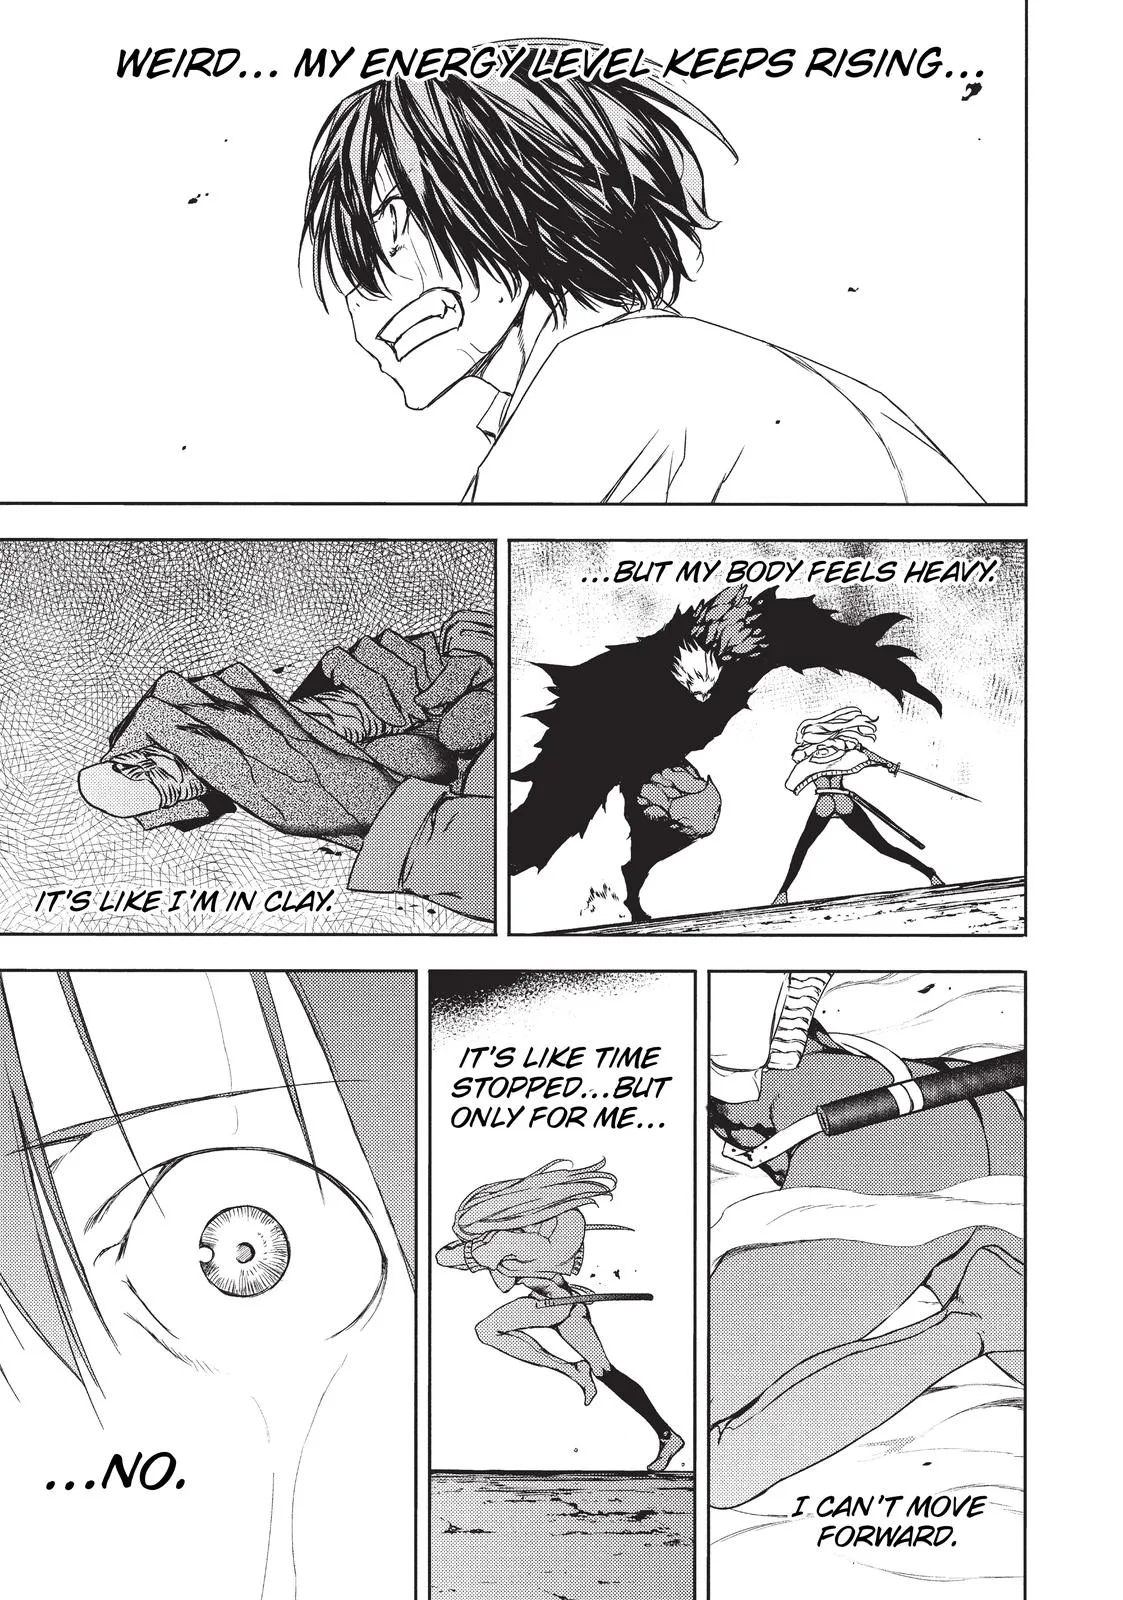 WEIRD... MY ENERGY LEVEL KEEPS RISING...
...BUT MY BODY FEELS HEAVY.
IT'S LIKE I'M IN CLAY.
I CAN'T MOVE
FORWARD.
IT'S LIKE TIME
STOPPED...BUT
ONLY FOR ME...
...NO.